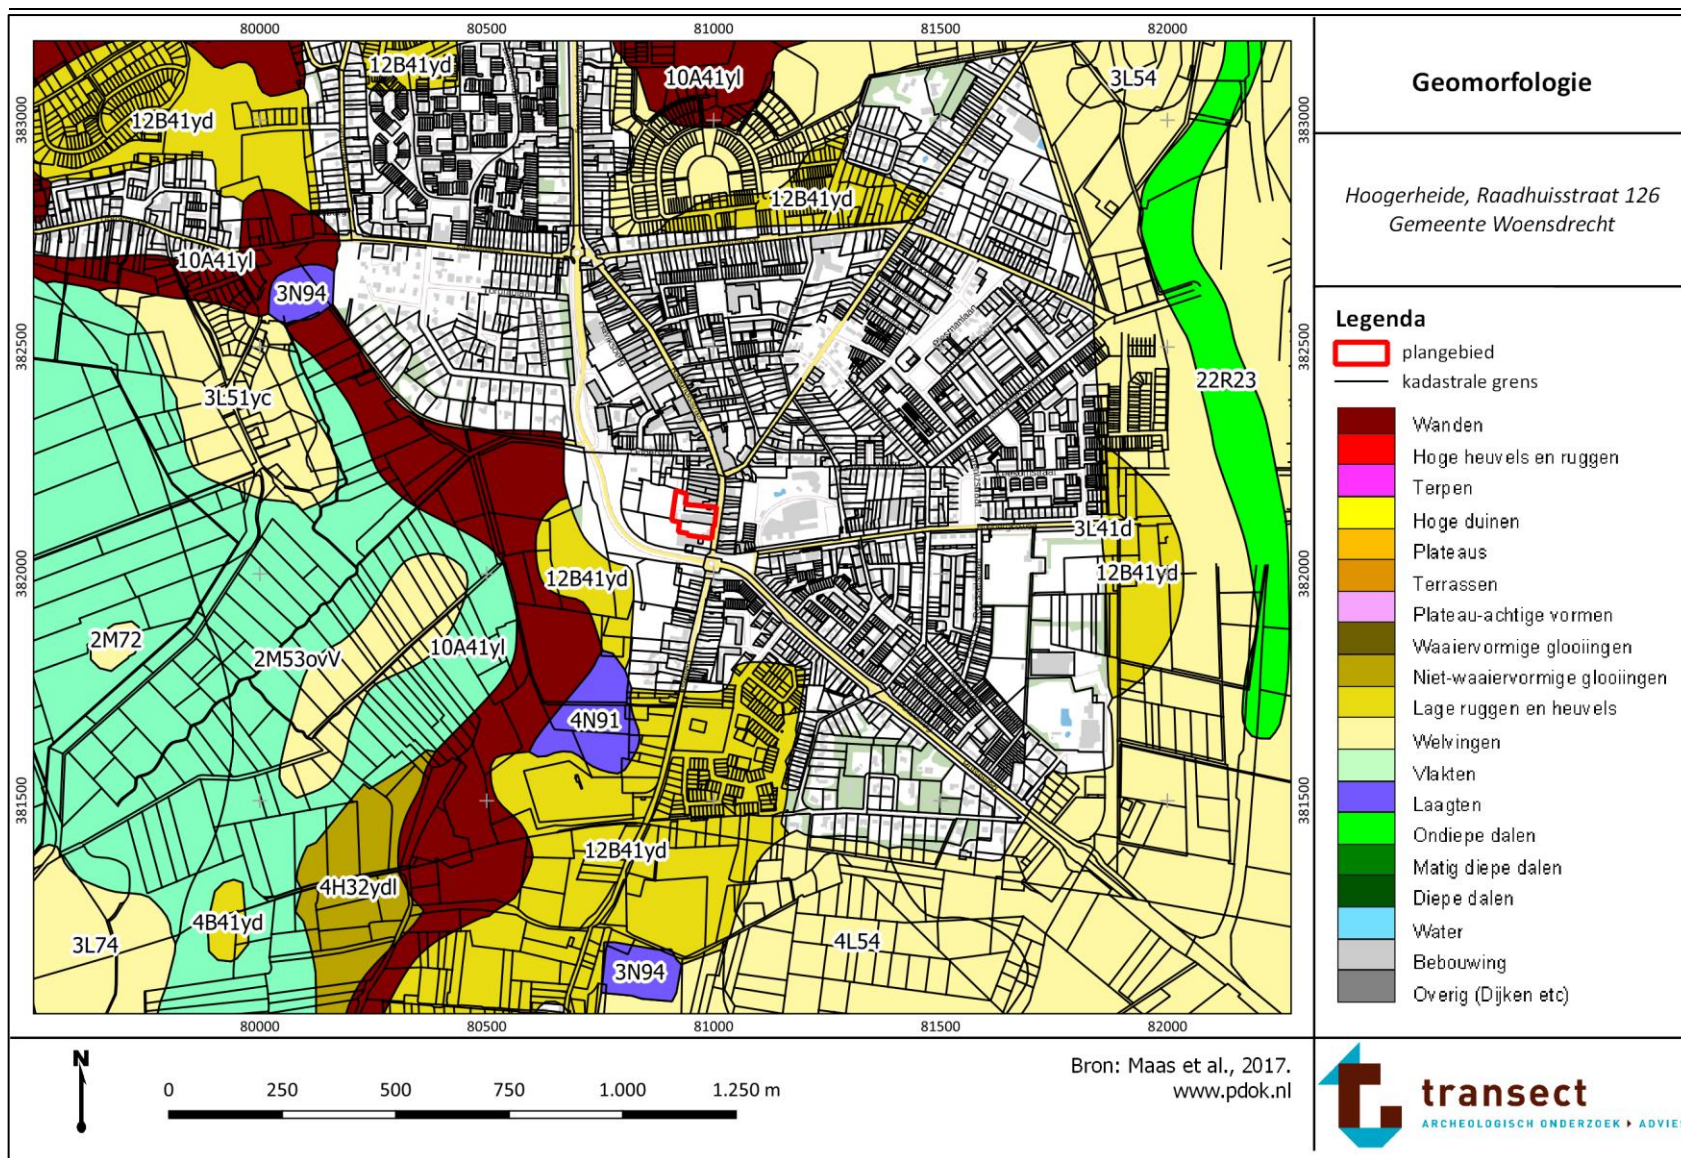 80000 80500 81000 81500 82000
383000
382500
382000
381500
383000
382500
382000
381500
12B41yd
10A41yl
3L54
12B41yd
12B41yd
10A41yl
3N94
3L51yc
22R23
3L41d
12B41yd
12B41yd
2M72
2M53ovV
10A41yl
4N91
12B41yd
4H32ydl
4B41yd
3L74
4L54
3N94
80000 80500 81000 81500 82000
Geomorfologie
Hoogerheide, Raadhuisstraat 126
Gemeente Woensdrecht
Legenda
plangebied
kadastrale grens
Wanden
Hoge heuvels en ruggen
Terpen
Hoge duinen
Plateaus
Terrassen
Plateau-achtige vormen
Waaiervormige glooiingen
Niet-waaiervormige glooiingen
Lage ruggen en heuvels
Welvingen
Vlakten
Laagten
Ondiepe dalen
Matig diepe dalen
Diepe dalen
Water
Bebouwing
Overig (Dijken etc)
N
0 250 500 750 1.000 1.250 m
Bron: Maas et al., 2017.
www.pdok.nl
transect
ARCHEOLOGISCH ONDERZOEK ▸ ADVIES